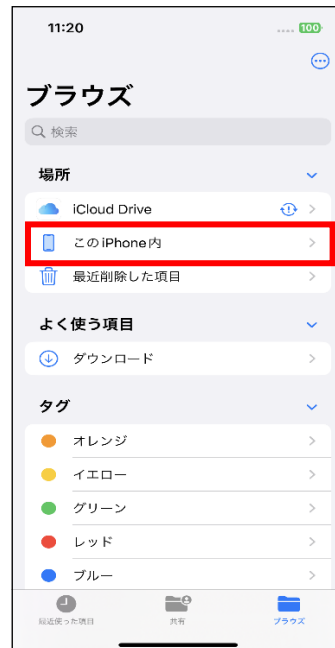 11:20
100
ブラウズ
検索
場所
iCloud Drive
このiPhone内
最近削除した項目
よく使う項目
ダウンロード
タグ
オレンジ
イエロー
グリーン
レッド
ブルー
最近使った項目 共有 ブラウズ